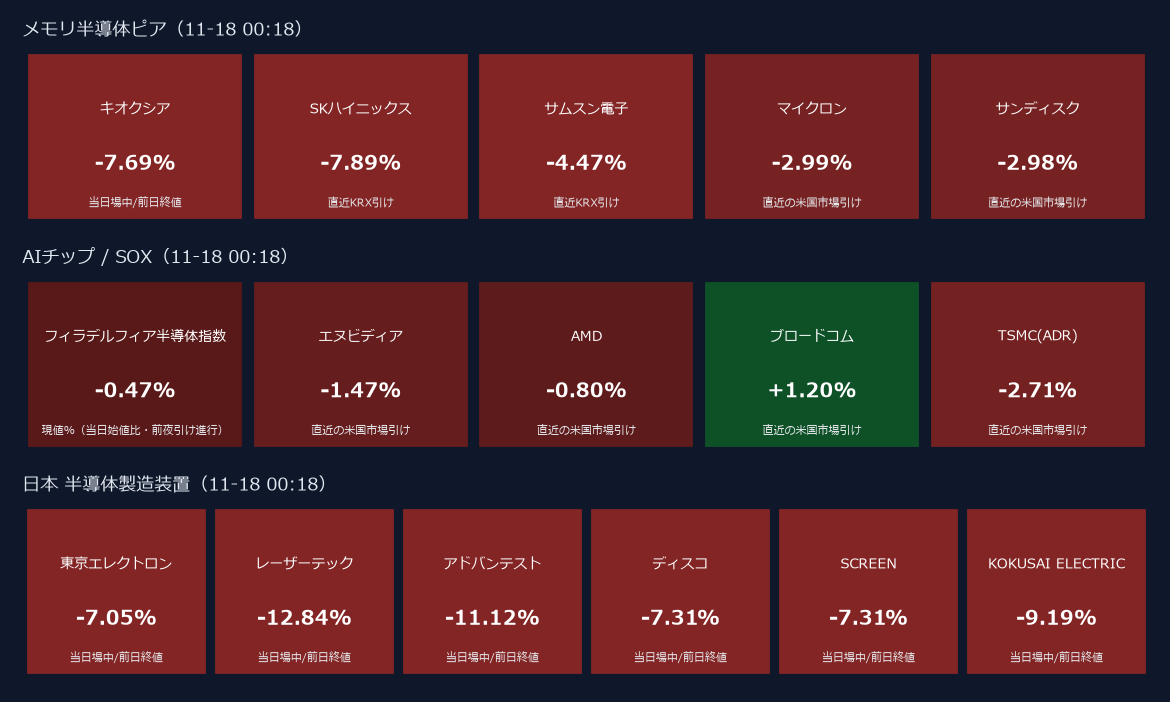 メモリ半導体ピア（11-18 00:18）
キオクシア
-7.69%
当日場中/前日終値
SKハイニックス
-7.89%
直近KRX引け
サムスン電子
-4.47%
直近KRX引け
マイクロン
-2.99%
直近の米国市場引け
サンディスク
-2.98%
直近の米国市場引け
AIチップ / SOX（11-18 00:18）
フィラデルフィア半導体指数
-0.47%
現値%（当日始値比・前夜引け進行）
エヌビディア
-1.47%
直近の米国市場引け
AMD
-0.80%
直近の米国市場引け
ブロードコム
+1.20%
直近の米国市場引け
TSMC(ADR)
-2.71%
直近の米国市場引け
日本 半導体製造装置（11-18 00:18）
東京エレクトロン
-7.05%
当日場中/前日終値
レーザーテック
-12.84%
当日場中/前日終値
アドバンテスト
-11.12%
当日場中/前日終値
ディスコ
-7.31%
当日場中/前日終値
SCREEN
-7.31%
当日場中/前日終値
KOKUSAI ELECTRIC
-9.19%
当日場中/前日終値